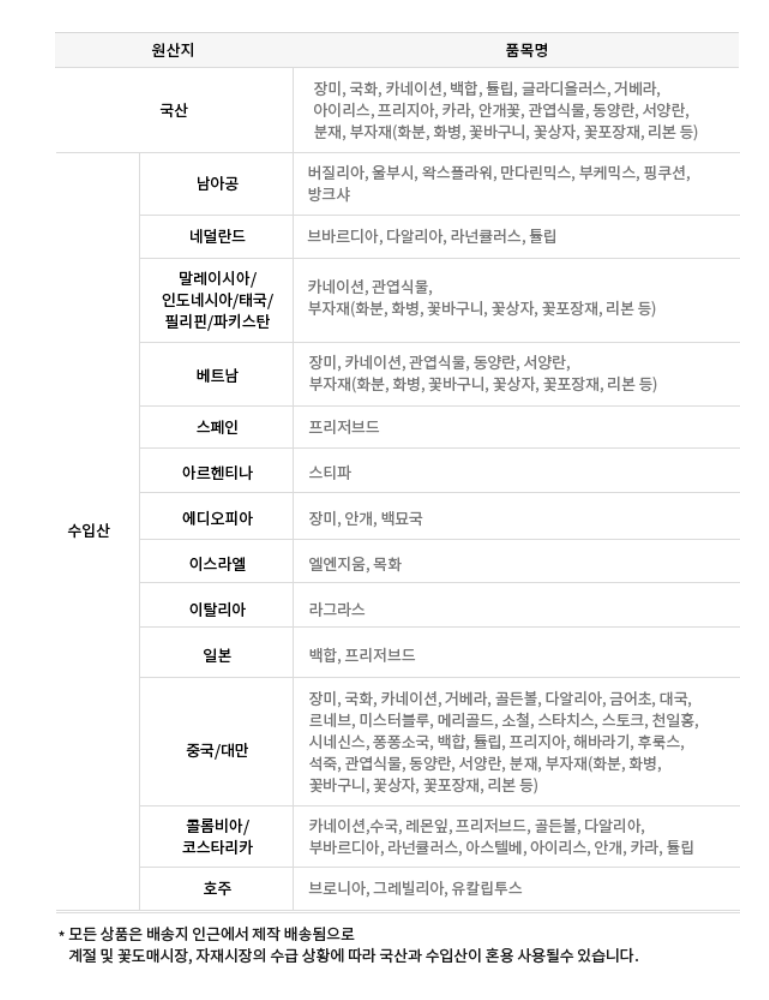 원산지 품목명
국산
장미, 국화, 카네이션, 백합, 튤립, 글라디올러스, 거베라,
아이리스, 프리지아, 카라, 안개꽃, 관엽식물, 동양란, 서양란,
분재, 부자재(화분, 화병, 꽃바구니, 꽃상자, 꽃포장재, 리본 등)
수입산
남아공
버질리아, 울부시, 왁스플라워, 만다린믹스, 부케믹스, 핑쿠션,
방크샤
네덜란드
브바르디아, 다알리아, 라넌큘러스, 튤립
말레이시아/
인도네시아/태국/
필리핀/파키스탄
카네이션, 관엽식물,
부자재(화분, 화병, 꽃바구니, 꽃상자, 꽃포장재, 리본 등)
베트남
장미, 카네이션, 관엽식물, 동양란, 서양란,
부자재(화분, 화병, 꽃바구니, 꽃상자, 꽃포장재, 리본 등)
스페인
프리저브드
아르헨티나
스티파
에디오피아
장미, 안개, 백묘국
이스라엘
엘엔지움, 목화
이탈리아
라그라스
일본
백합, 프리저브드
중국/대만
장미, 국화, 카네이션, 거베라, 골든볼, 다알리아, 금어초, 대국,
르네브, 미스터블루, 메리골드, 소철, 스타치스, 스토크, 천일홍,
시네신스, 퐁퐁소국, 백합, 튤립, 프리지아, 해바라기, 후룩스,
석죽, 관엽식물, 동양란, 서양란, 분재, 부자재(화분, 화병,
꽃바구니, 꽃상자, 꽃포장재, 리본 등)
콜롬비아/
코스타리카
카네이션,수국, 레몬잎, 프리저브드, 골든볼, 다알리아,
부바르디아, 라넌큘러스, 아스텔베, 아이리스, 안개, 카라, 튤립
호주
브로니아, 그레빌리아, 유칼립투스
* 모든 상품은 배송지 인근에서 제작 배송됨으로
계절 및 꽃도매시장, 자재시장의 수급 상황에 따라 국산과 수입산이 혼용 사용될수 있습니다.